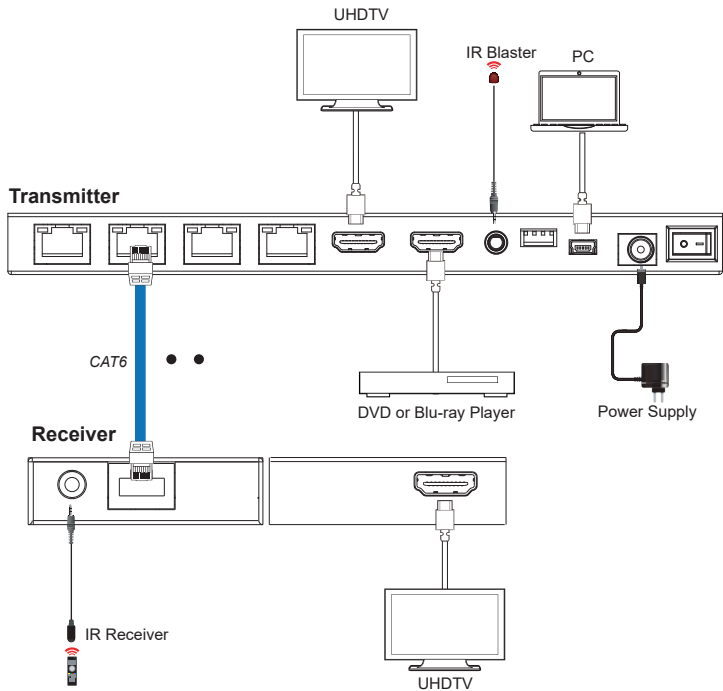 UHDTV
IR Blaster
PC
Transmitter
CAT6
DVD or Blu-ray Player
Power Supply
Receiver
IR Receiver
UHDTV